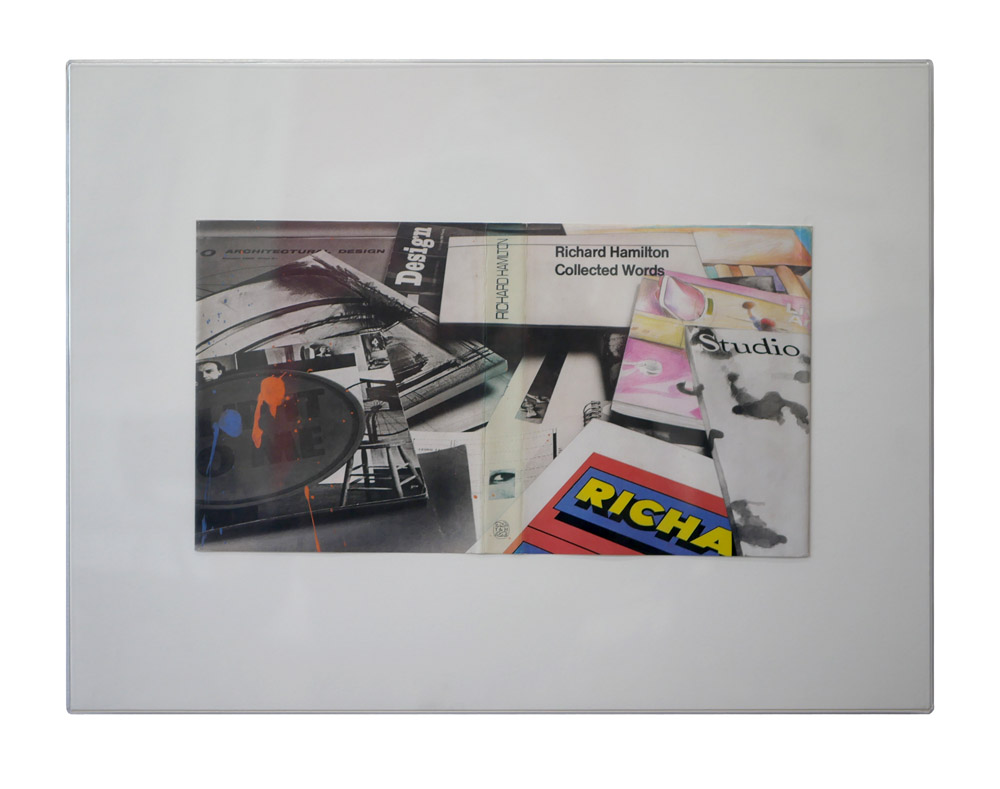 ARCHITECTURAL DESIGN
Design
RICHARD HAMILTON
Richard Hamilton
Collected Words
Studio
RICHA